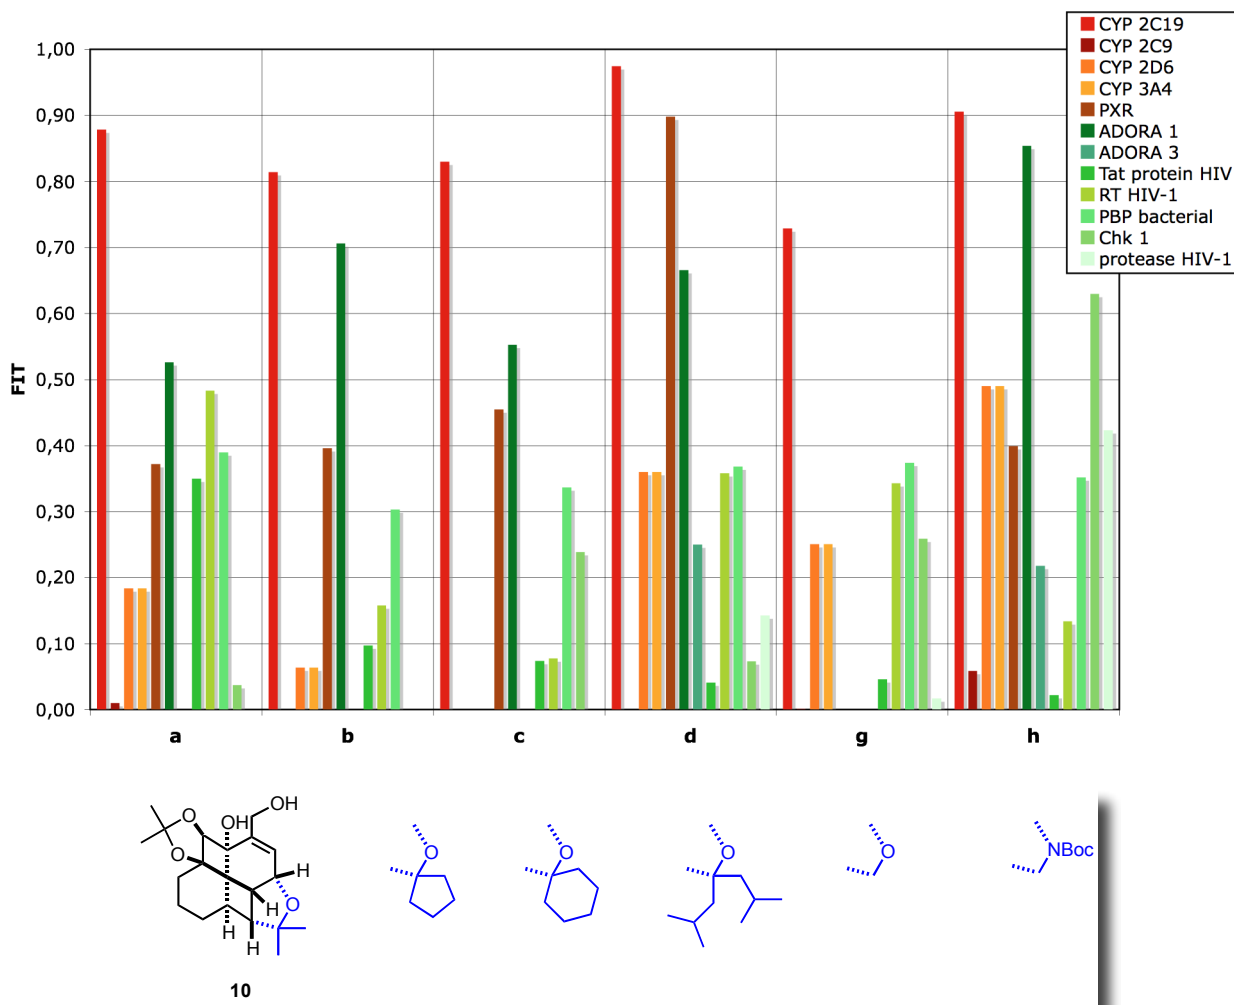 CYP 2C19
CYP 2C9
CYP 2D6
CYP 3A4
PXR
ADORA 1
ADORA 3
Tat protein HIV
RT HIV-1
PBP bacterial
Chk 1
protease HIV-1
1,00
0,90
0,80
0,70
0,60
0,50
0,40
0,30
0,20
0,10
0,00
FIT
a b c d g h
OH
O OH
O
H
O
H
H
H
O
O
O
O
NBoc
10